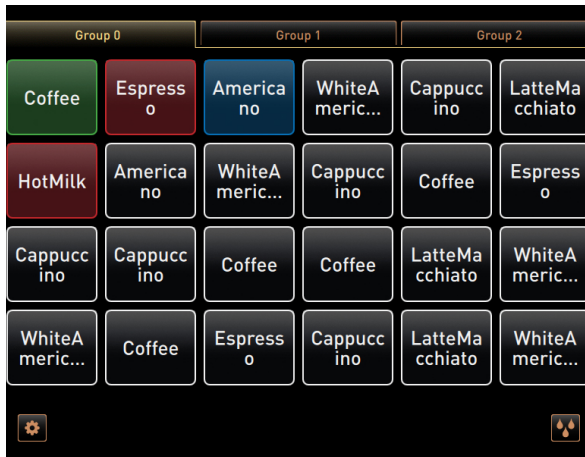 Group 0 Group 1 Group 2
Coffee Espress
o America
no WhiteA
meric... Cappucc
ino LatteMa
cchiato
HotMilk America
no WhiteA
meric... Cappucc
ino Coffee Espress
o
Cappucc
ino Cappucc
ino Coffee Coffee LatteMa
cchiato WhiteA
meric...
WhiteA
meric... Coffee Espress
o Cappucc
ino LatteMa
cchiato WhiteA
meric...